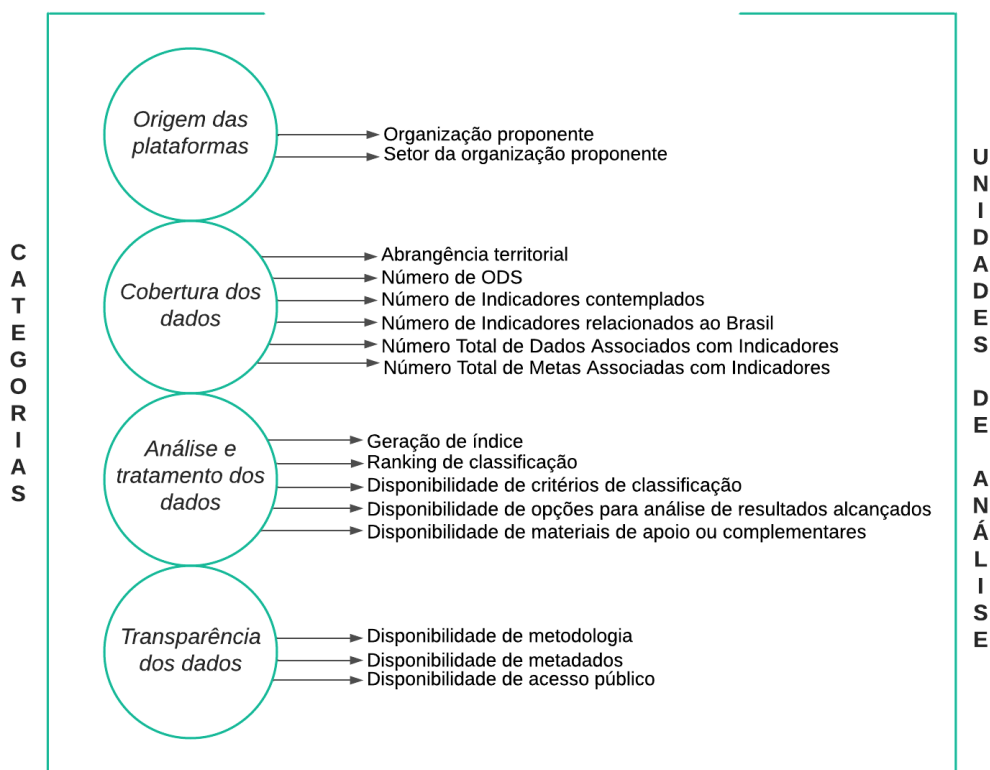 CATEGORIAS
Origem das
plataformas
Organização proponente
Setor da organização proponente
Cobertura dos
dados
Abrangência territorial
Número de ODS
Número de Indicadores contemplados
Número de Indicadores relacionados ao Brasil
Número Total de Dados Associados com Indicadores
Número Total de Metas Associadas com Indicadores
Análise e
tratamento dos
dados
Geração de índice
Ranking de classificação
Disponibilidade de critérios de classificação
Disponibilidade de opções para análise de resultados alcançados
Disponibilidade de materiais de apoio ou complementares
Transparência
dos dados
Disponibilidade de metodologia
Disponibilidade de metadados
Disponibilidade de acesso público
UNIDADES DE ANÁLISE